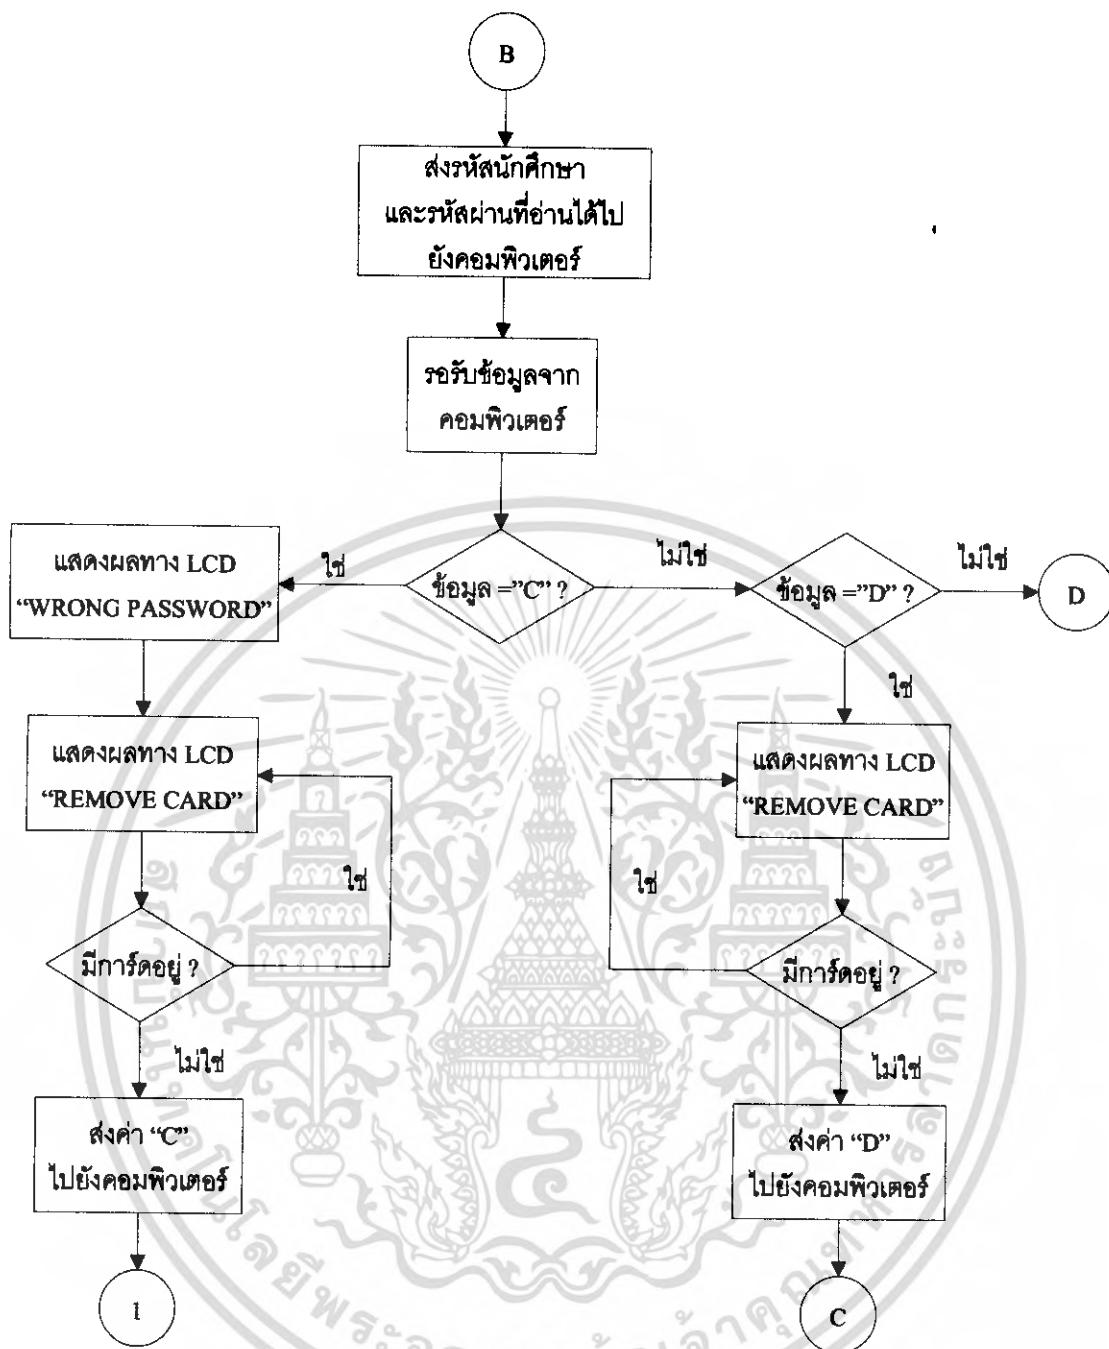 B
ส่งรหัสนักศึกษา
และรหัสผ่านที่อ่านได้ไป
ยังคอมพิวเตอร์
รอรับข้อมูลจาก
คอมพิวเตอร์
ข้อมูล ="C" ?
ใช่
ไม่ใช่
แสดงผลทาง LCD
“WRONG PASSWORD”
ข้อมูล ="D" ?
ไม่ใช่
D
ใช่
แสดงผลทาง LCD
“REMOVE CARD”
ใช่
มีการ์ดอยู่ ?
ไม่ใช่
ส่งค่า “C”
ไปยังคอมพิวเตอร์
1
แสดงผลทาง LCD
“REMOVE CARD”
ใช่
มีการ์ดอยู่ ?
ไม่ใช่
ส่งค่า “D”
ไปยังคอมพิวเตอร์
C